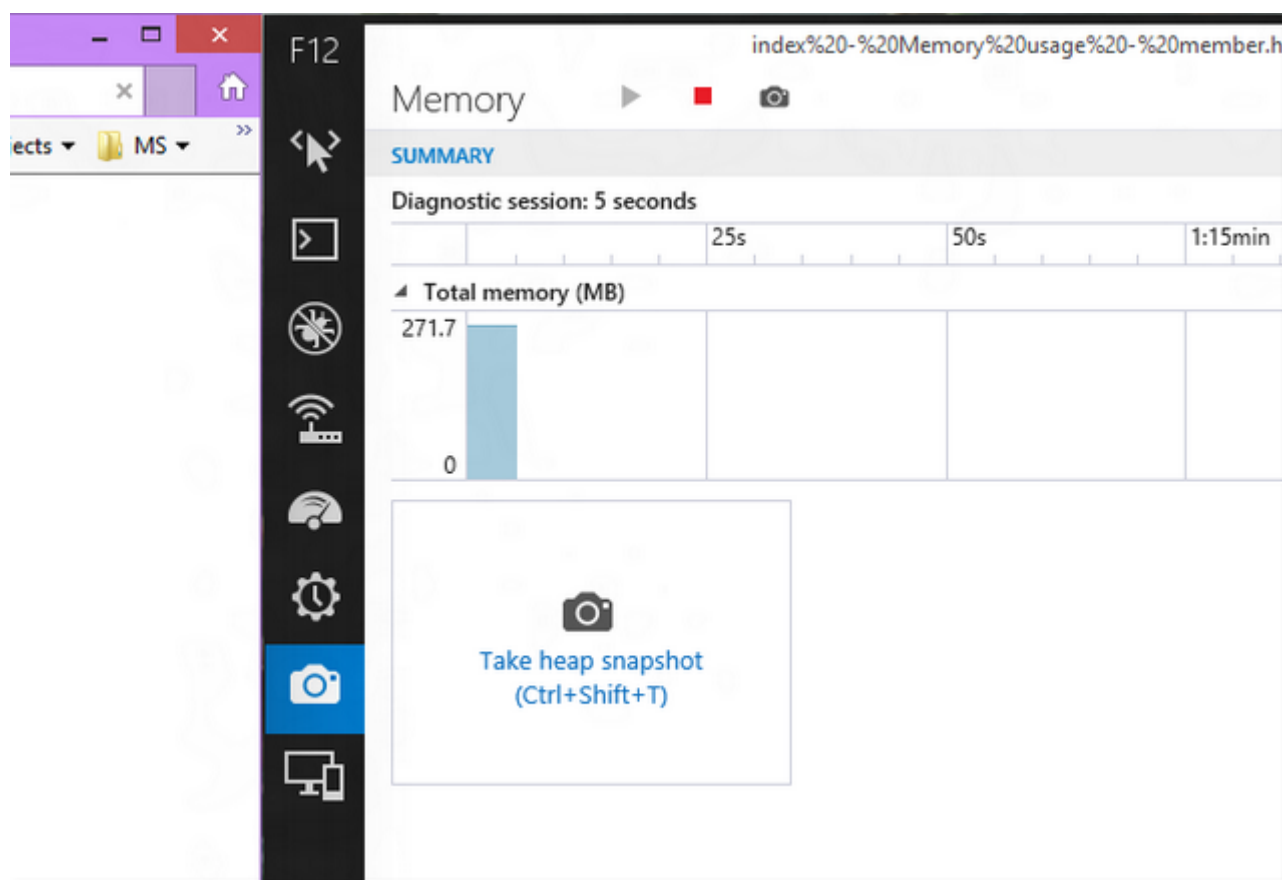 F12
index%20-%20Memory%20usage%20-%20member.h
Memory
ects
MS
SUMMARY
Diagnostic session: 5 seconds
25s 50s 1:15min
Total memory (MB)
271.7
0
Take heap snapshot
(Ctrl+Shift+T)